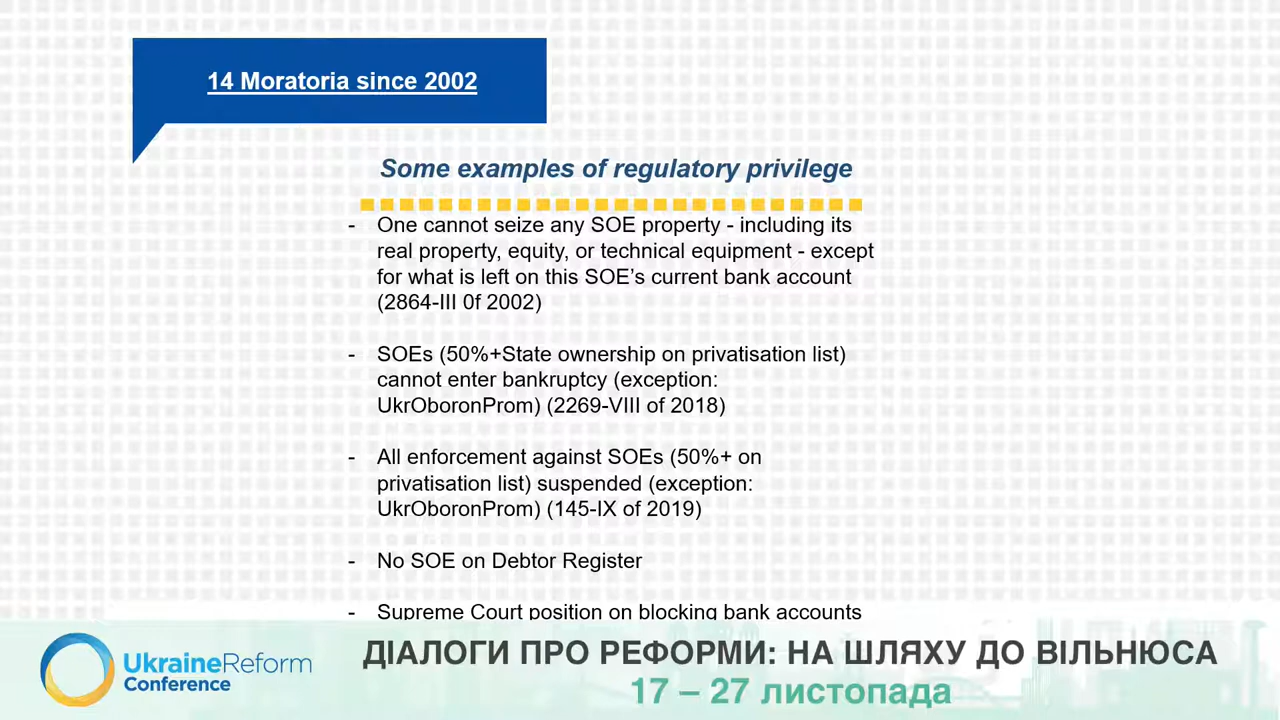 14 Moratoria since 2002
Some examples of regulatory privilege
- One cannot seize any SOE property - including its
real property, equity, or technical equipment - except
for what is left on this SOE's current bank account
(2864-III 0f 2002)
- SOEs (50%+State ownership on privatisation list)
cannot enter bankruptcy (exception:
UkrOboronProm) (2269-VIII of 2018)
- All enforcement against SOEs (50%+ on
privatisation list) suspended (exception:
UkrOboronProm) (145-IX of 2019)
- No SOE on Debtor Register
- Supreme Court position on blocking bank accounts
UkraineReform
Conference
ДІАЛОГИ ПРО РЕФОРМИ: НА ШЛЯХУ ДО ВІЛЬНЮСА
17 – 27 листопада